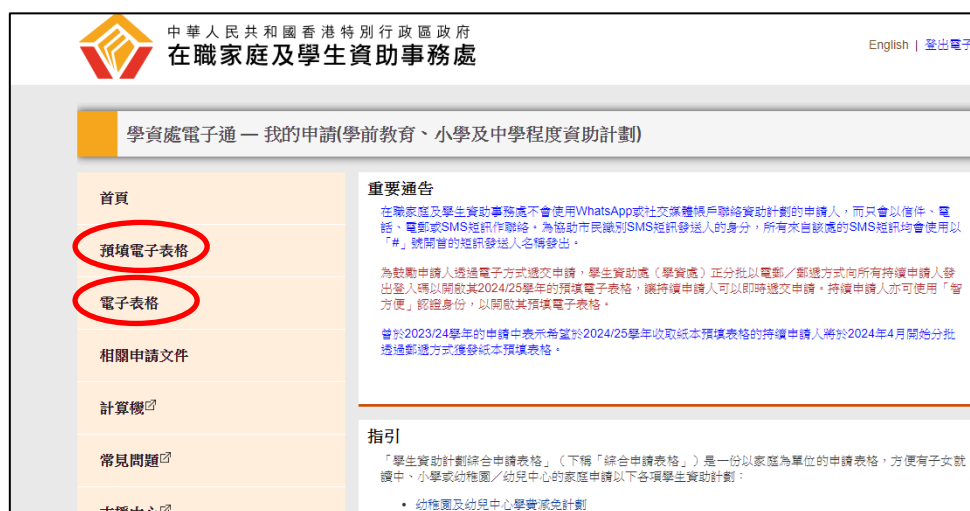 中華人民共和國香港特別行政區政府
在職家庭及學生資助事務處
English | 登出電子
學資處電子通 — 我的申請(學前教育、小學及中學程度資助計劃)
首頁
預填電子表格
電子表格
相關申請文件
計算機
常見問題
支援中心
重要通告
在職家庭及學生資助事務處不會使用WhatsApp或社交媒體帳戶聯絡資助計劃的申請人，而只會以信件、電
話、電郵或SMS短訊作聯絡。為協助市民識別SMS短訊發送人的身分，所有來自該處的SMS短訊均會使用以
「#」號開首的短訊發送人名稱發出。
為鼓勵申請人透過電子方式遞交申請，學生資助處（學資處）正分批以電郵／郵遞方式向所有持續申請人發
出登入碼以開啟其2024/25學年的預填電子表格，讓持續申請人可以即時遞交申請。持續申請人亦可使用「智
方便」認證身份，以開啟其預填電子表格。
曾於2023/24學年的申請中表示希望於2024/25學年收取紙本預填表格的持續申請人將於2024年4月開始分批
透過郵遞方式獲發紙本預填表格。
指引
「學生資助計劃綜合申請表格」（下稱「綜合申請表格」）是一份以家庭為單位的申請表格，方便有子女就
讀中、小學或幼稚園／幼兒中心的家庭申請以下各項學生資助計劃：
• 幼稚園及幼兒中心學費減免計劃